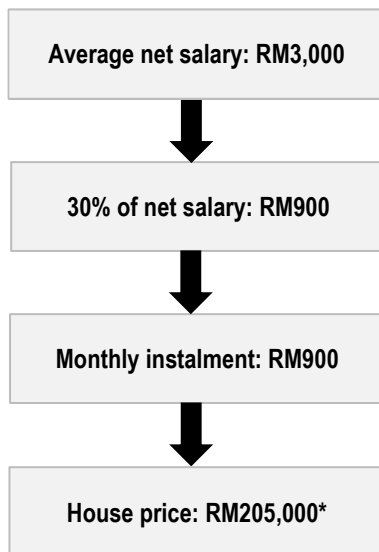 Average net salary: RM3,000
30% of net salary: RM900
Monthly instalment: RM900
House price: RM205,000*